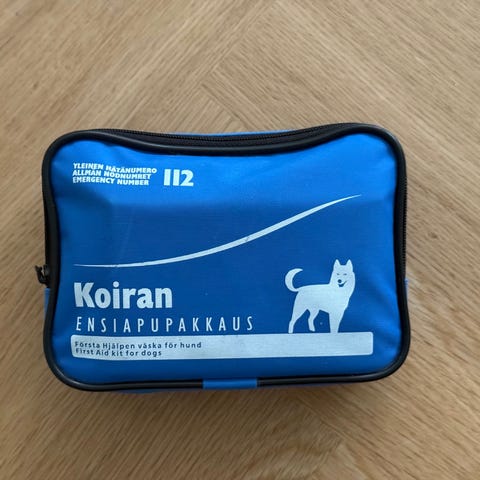 YLEINEN HÄTÄNUMERO
ALLMÄN NÖDNUMRET
EMERGENCY NUMBER
112
Koiran
ENSIAPUPAKKAUS
Första Hjälpen väska för hund
First Aid kit for dogs